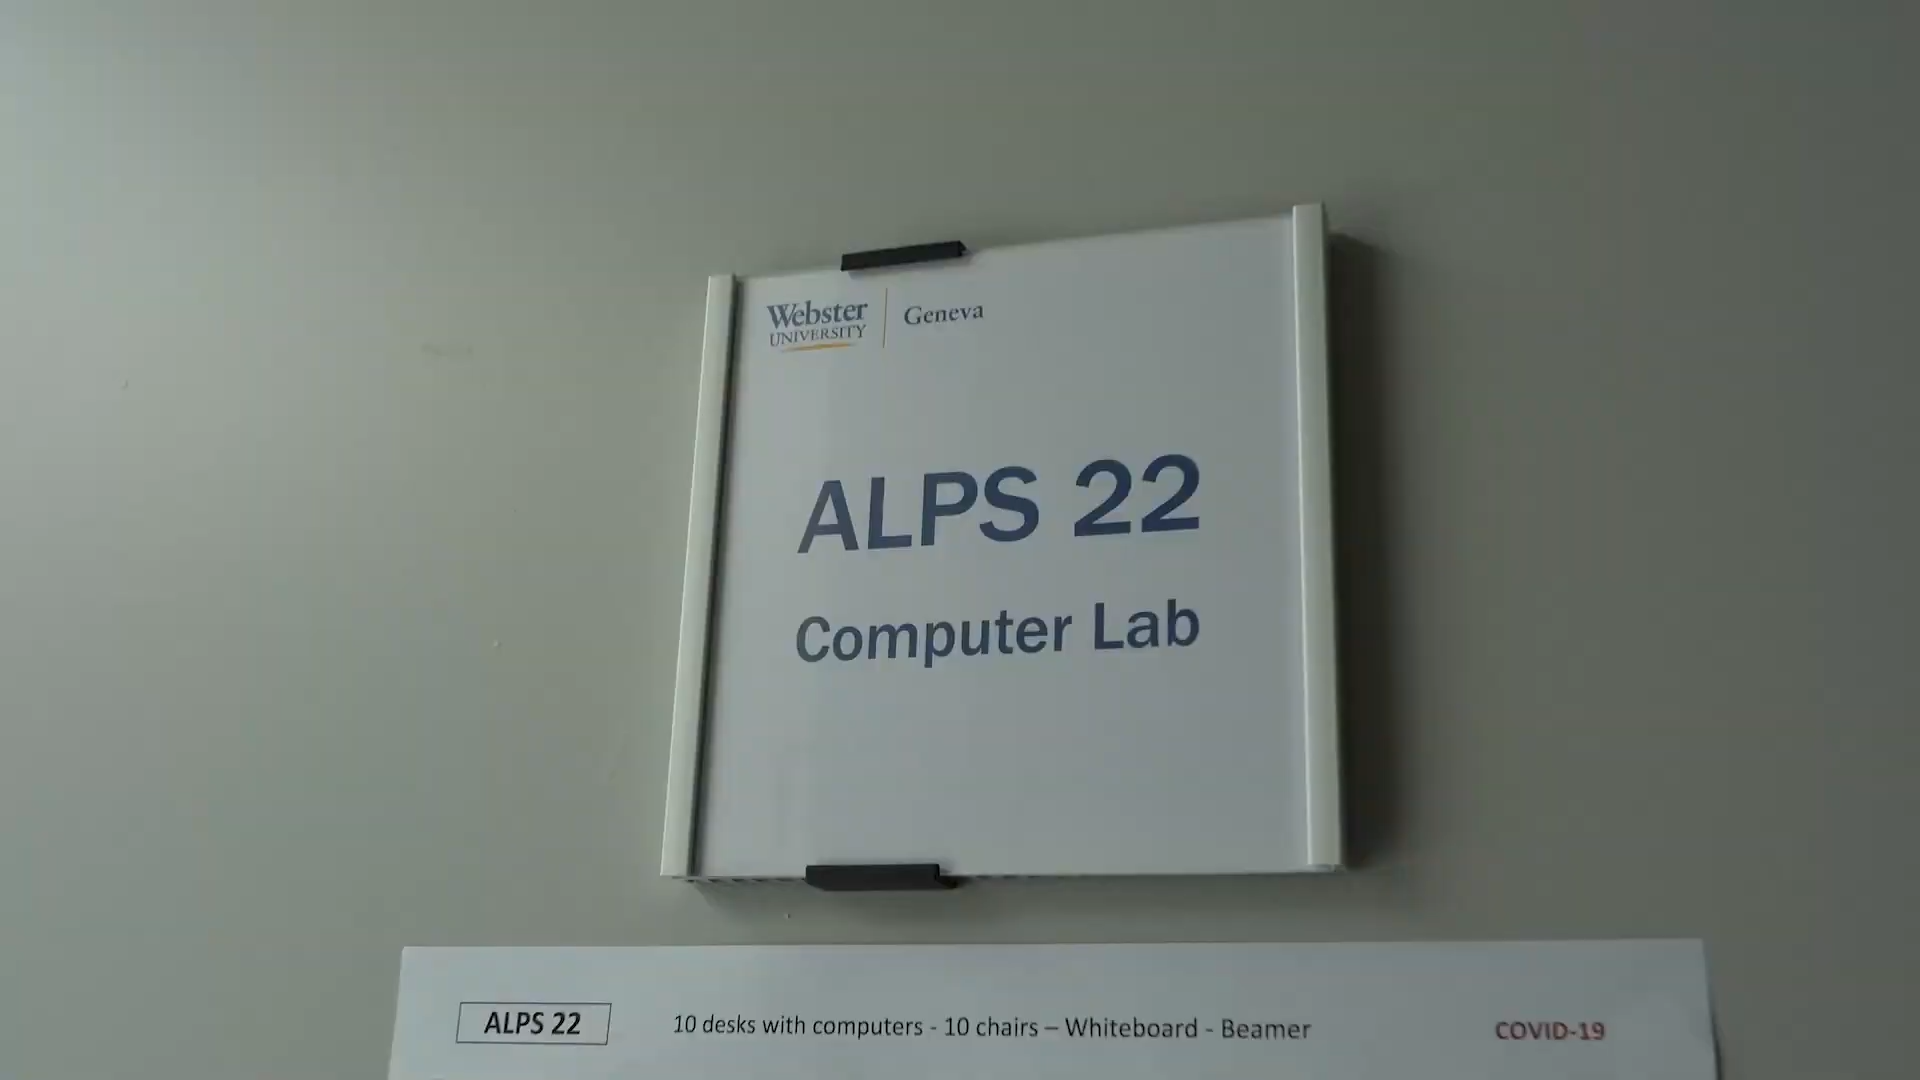 Webster
UNIVERSITY
Geneva
ALPS 22
Computer Lab
ALPS 22
10 desks with computers - 10 chairs – Whiteboard - Beamer
COVID-19